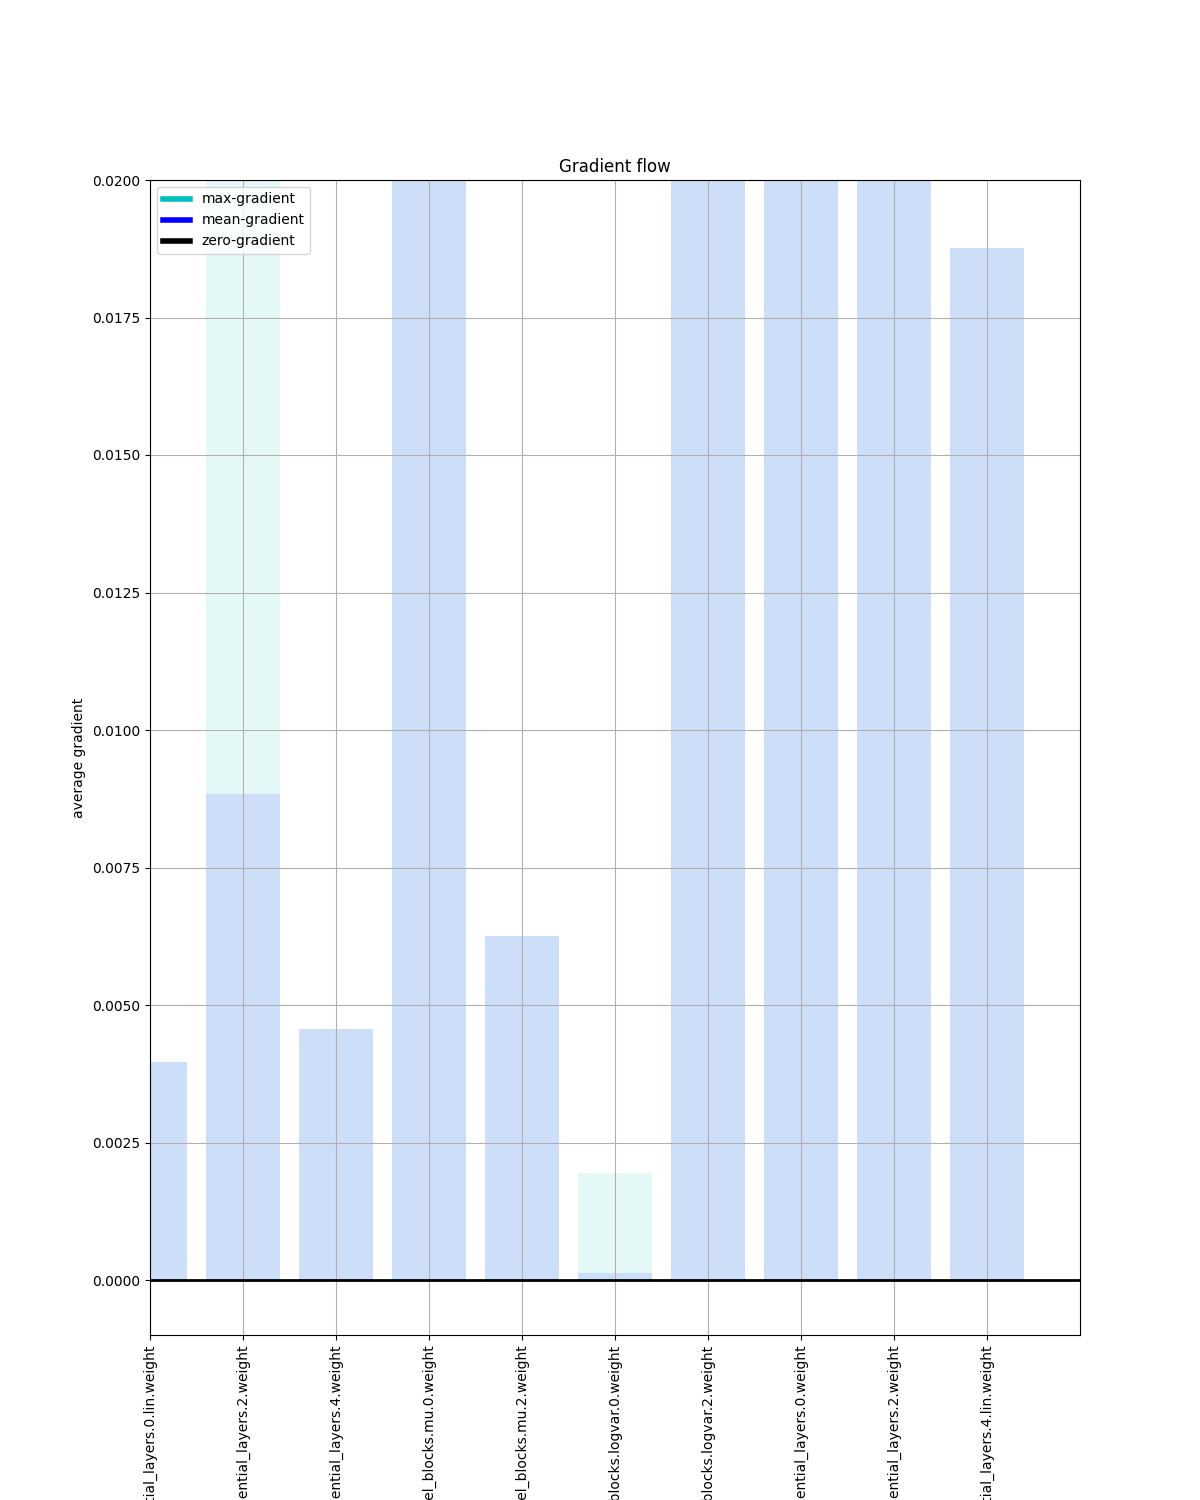 Gradient flow
max-gradient
mean-gradient
zero-gradient
average gradient
0.0200
0.0175
0.0150
0.0125
0.0100
0.0075
0.0050
0.0025
0.0000
tial_layers.0.lin.weight
ential_layers.2.weight
ential_layers.4.weight
el_blocks.mu.0.weight
el_blocks.mu.2.weight
blocks.logvar.0.weight
blocks.logvar.2.weight
ential_layers.0.weight
ential_layers.2.weight
tial_layers.4.lin.weight